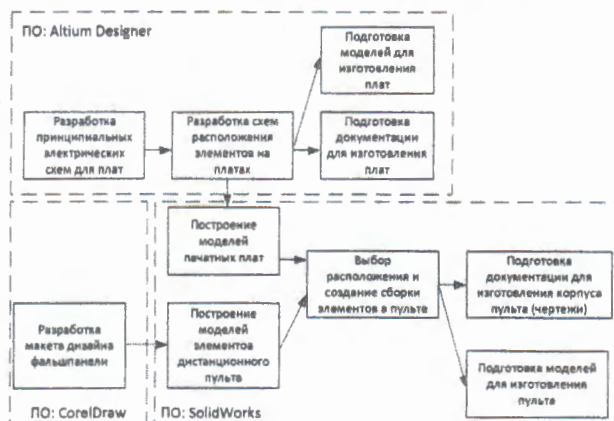 ПО: Altium Designer
Подготовка
моделей для
изготовления
плат
Разработка
принципиальных
электрических
схем для плат
Разработка схем
расположения
элементов на
платах
Подготовка
документации
для изготовления
плат
Построение
моделей
печатных плат
Выбор
расположения и
создание сборки
элементов в пульте
Подготовка
документации для
изготовления корпуса
пульта (чертежи)
Разработка
макета дизайна
фальшпанели
Построение
моделей
элементов
дистанционного
пульта
Подготовка моделей
для изготовления
пульта
ПО: CorelDraw
ПО: SolidWorks